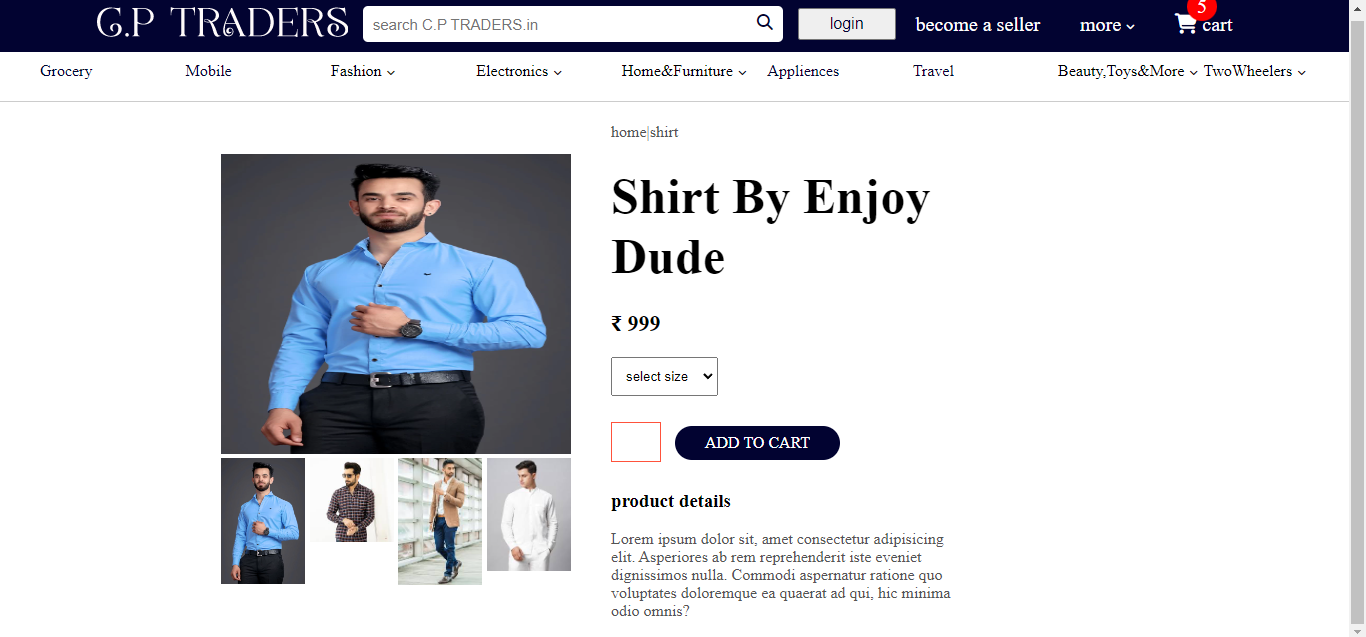 C.P TRADERS
search C.P TRADERS.in
login
become a seller
more
5
cart
Grocery
Mobile
Fashion
Electronics
Home&Furniture
Appliences
Travel
Beauty,Toys&More
TwoWheelers
home|shirt
Shirt By Enjoy
Dude
₹ 999
select size
ADD TO CART
product details
Lorem ipsum dolor sit, amet consectetur adipisicing
elit. Asperiores ab rem reprehenderit iste eveniet
dignissimos nulla. Commodi aspernatur ratione quo
voluptates doloremque ea quaerat ad qui, hic minima
odio omnis?